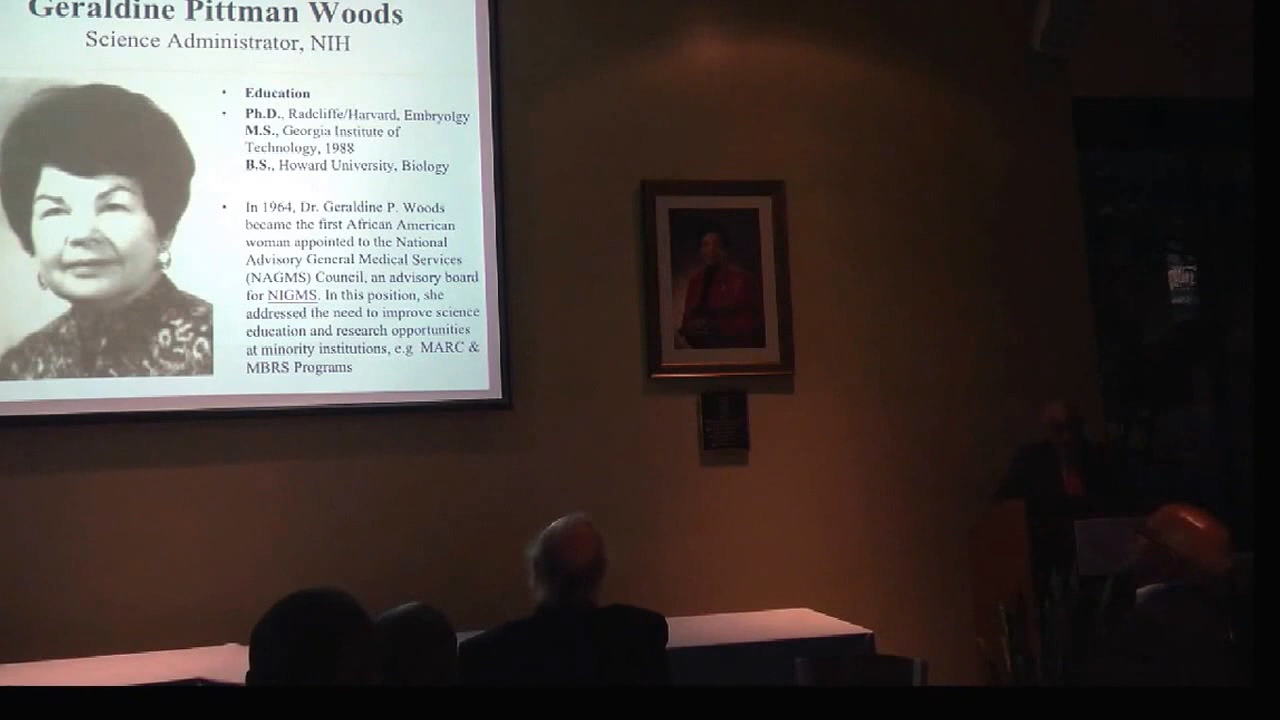 Geraldine Pittman Woods
Science Administrator, NIH
• Education
• Ph.D., Radcliffe/Harvard, Embryolgy
M.S., Georgia Institute of
Technology, 1988
B.S., Howard University, Biology
• In 1964, Dr. Geraldine P. Woods
became the first African American
woman appointed to the National
Advisory General Medical Services
(NAGMS) Council, an advisory board
for NIGMS. In this position, she
addressed the need to improve science
education and research opportunities
at minority institutions, e.g MARC &
MBRS Programs